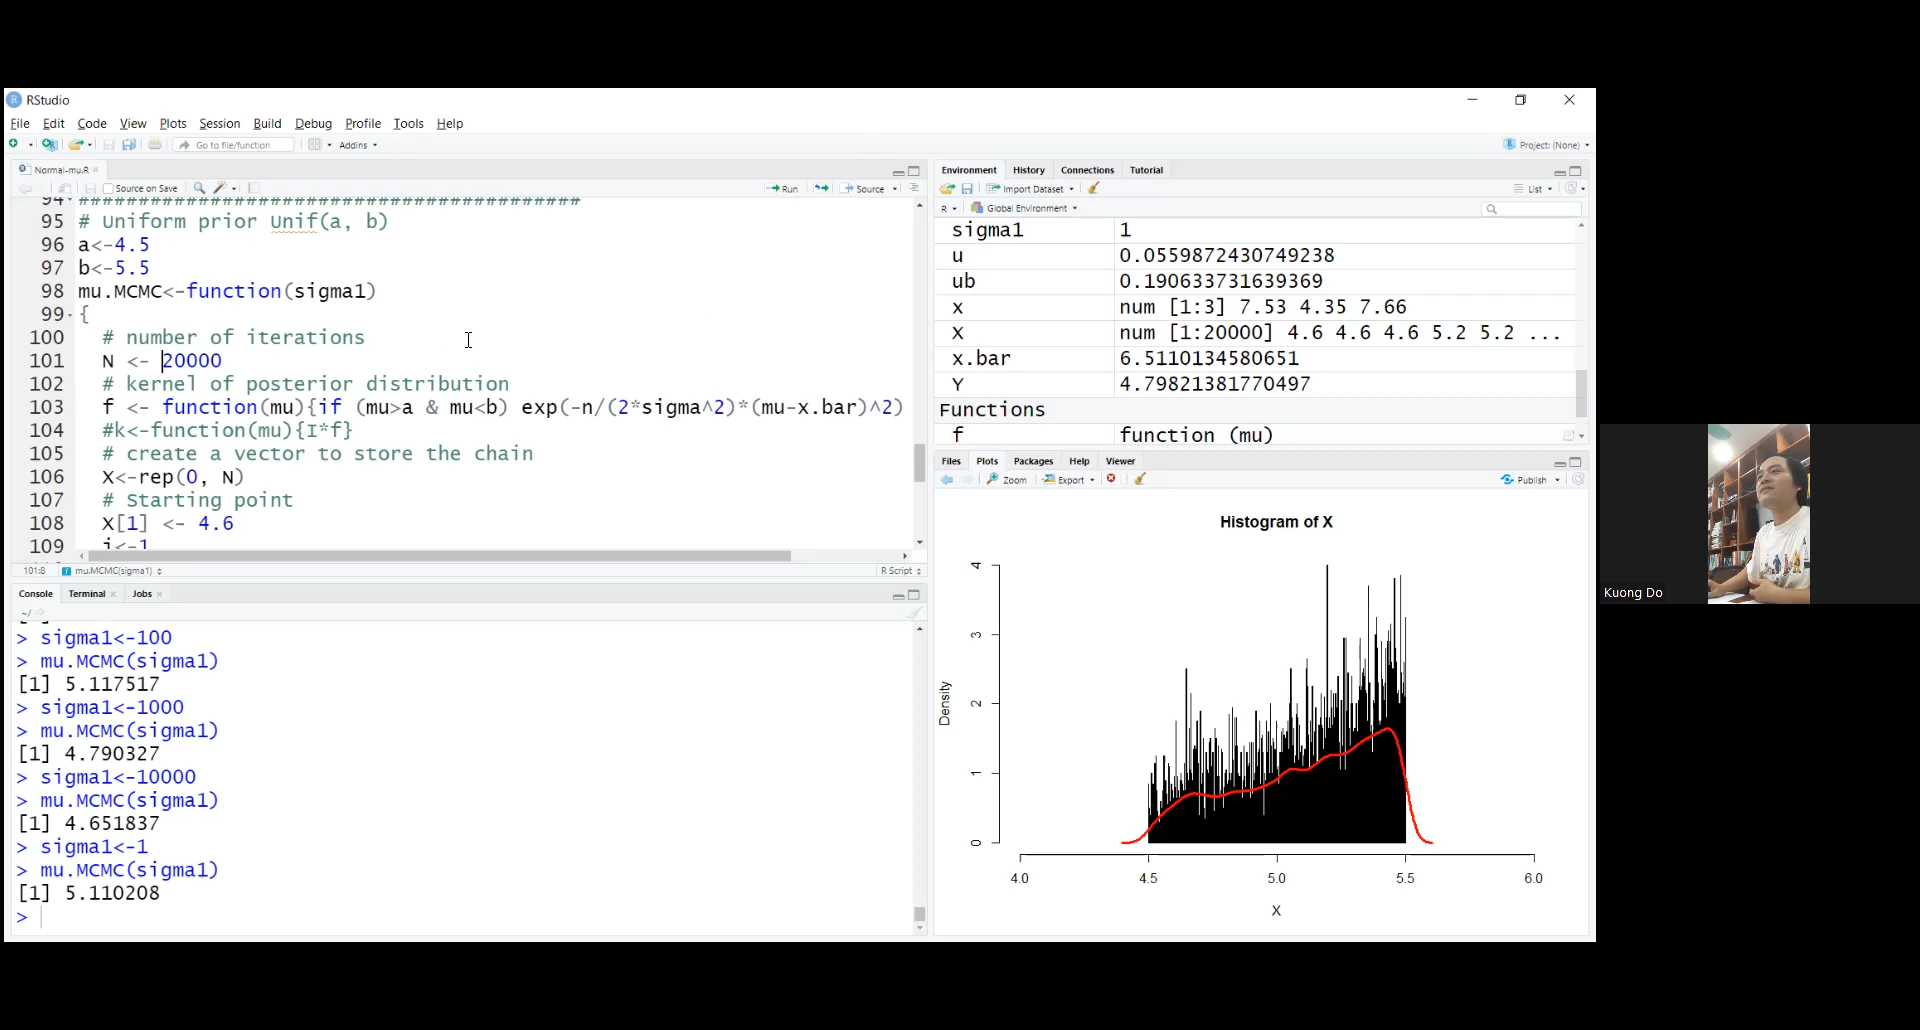 RStudio
File Edit Code View Plots Session Build Debug Profile Tools Help
Go to file/function Addins Project: (None)
Normal-mu.R
Source on Save Run Source
94 ##########################################
95 # Uniform prior Unif(a, b)
96 a<-4.5
97 b<-5.5
98 mu.MCMC<-function(sigma1)
99 {
100 # number of iterations
101 N <- 20000
102 # kernel of posterior distribution
103 f <- function(mu){if (mu>a & mu<b) exp(-n/(2*sigma^2)*(mu-x.bar)^2)
104 #k<-function(mu){I*f}
105 # create a vector to store the chain
106 X<-rep(0, N)
107 # Starting point
108 X[1] <- 4.6
109 i<-1
101:8 mu.MCMC(sigma1) R Script
Console Terminal Jobs
~/
> sigma1<-100
> mu.MCMC(sigma1)
[1] 5.117517
> sigma1<-1000
> mu.MCMC(sigma1)
[1] 4.790327
> sigma1<-10000
> mu.MCMC(sigma1)
[1] 4.651837
> sigma1<-1
> mu.MCMC(sigma1)
[1] 5.110208
>
Environment History Connections Tutorial
Import Dataset List
R Global Environment
sigma1 1
u 0.0559872430749238
ub 0.190633731639369
x num [1:3] 7.53 4.35 7.66
X num [1:20000] 4.6 4.6 4.6 5.2 5.2 ...
x.bar 6.5110134580651
Y 4.79821381770497
Functions
f function (mu)
Files Plots Packages Help Viewer
Zoom Export Publish
Histogram of X
Density
4
3
2
1
0
4.0 4.5 5.0 5.5 6.0
X
Kuong Do